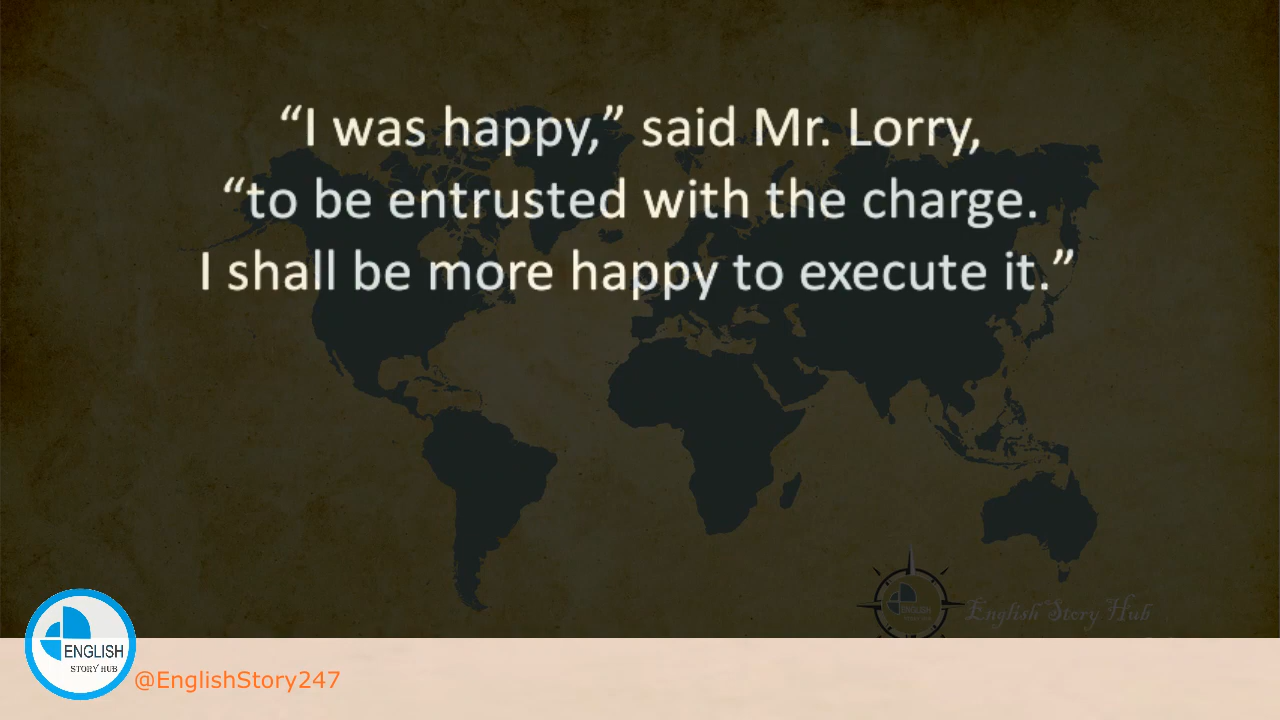 “I was happy,” said Mr. Lorry,
“to be entrusted with the charge.
I shall be more happy to execute it.”
English Story Hub
ENGLISH
ENGLISH
STORY HUB
@EnglishStory247